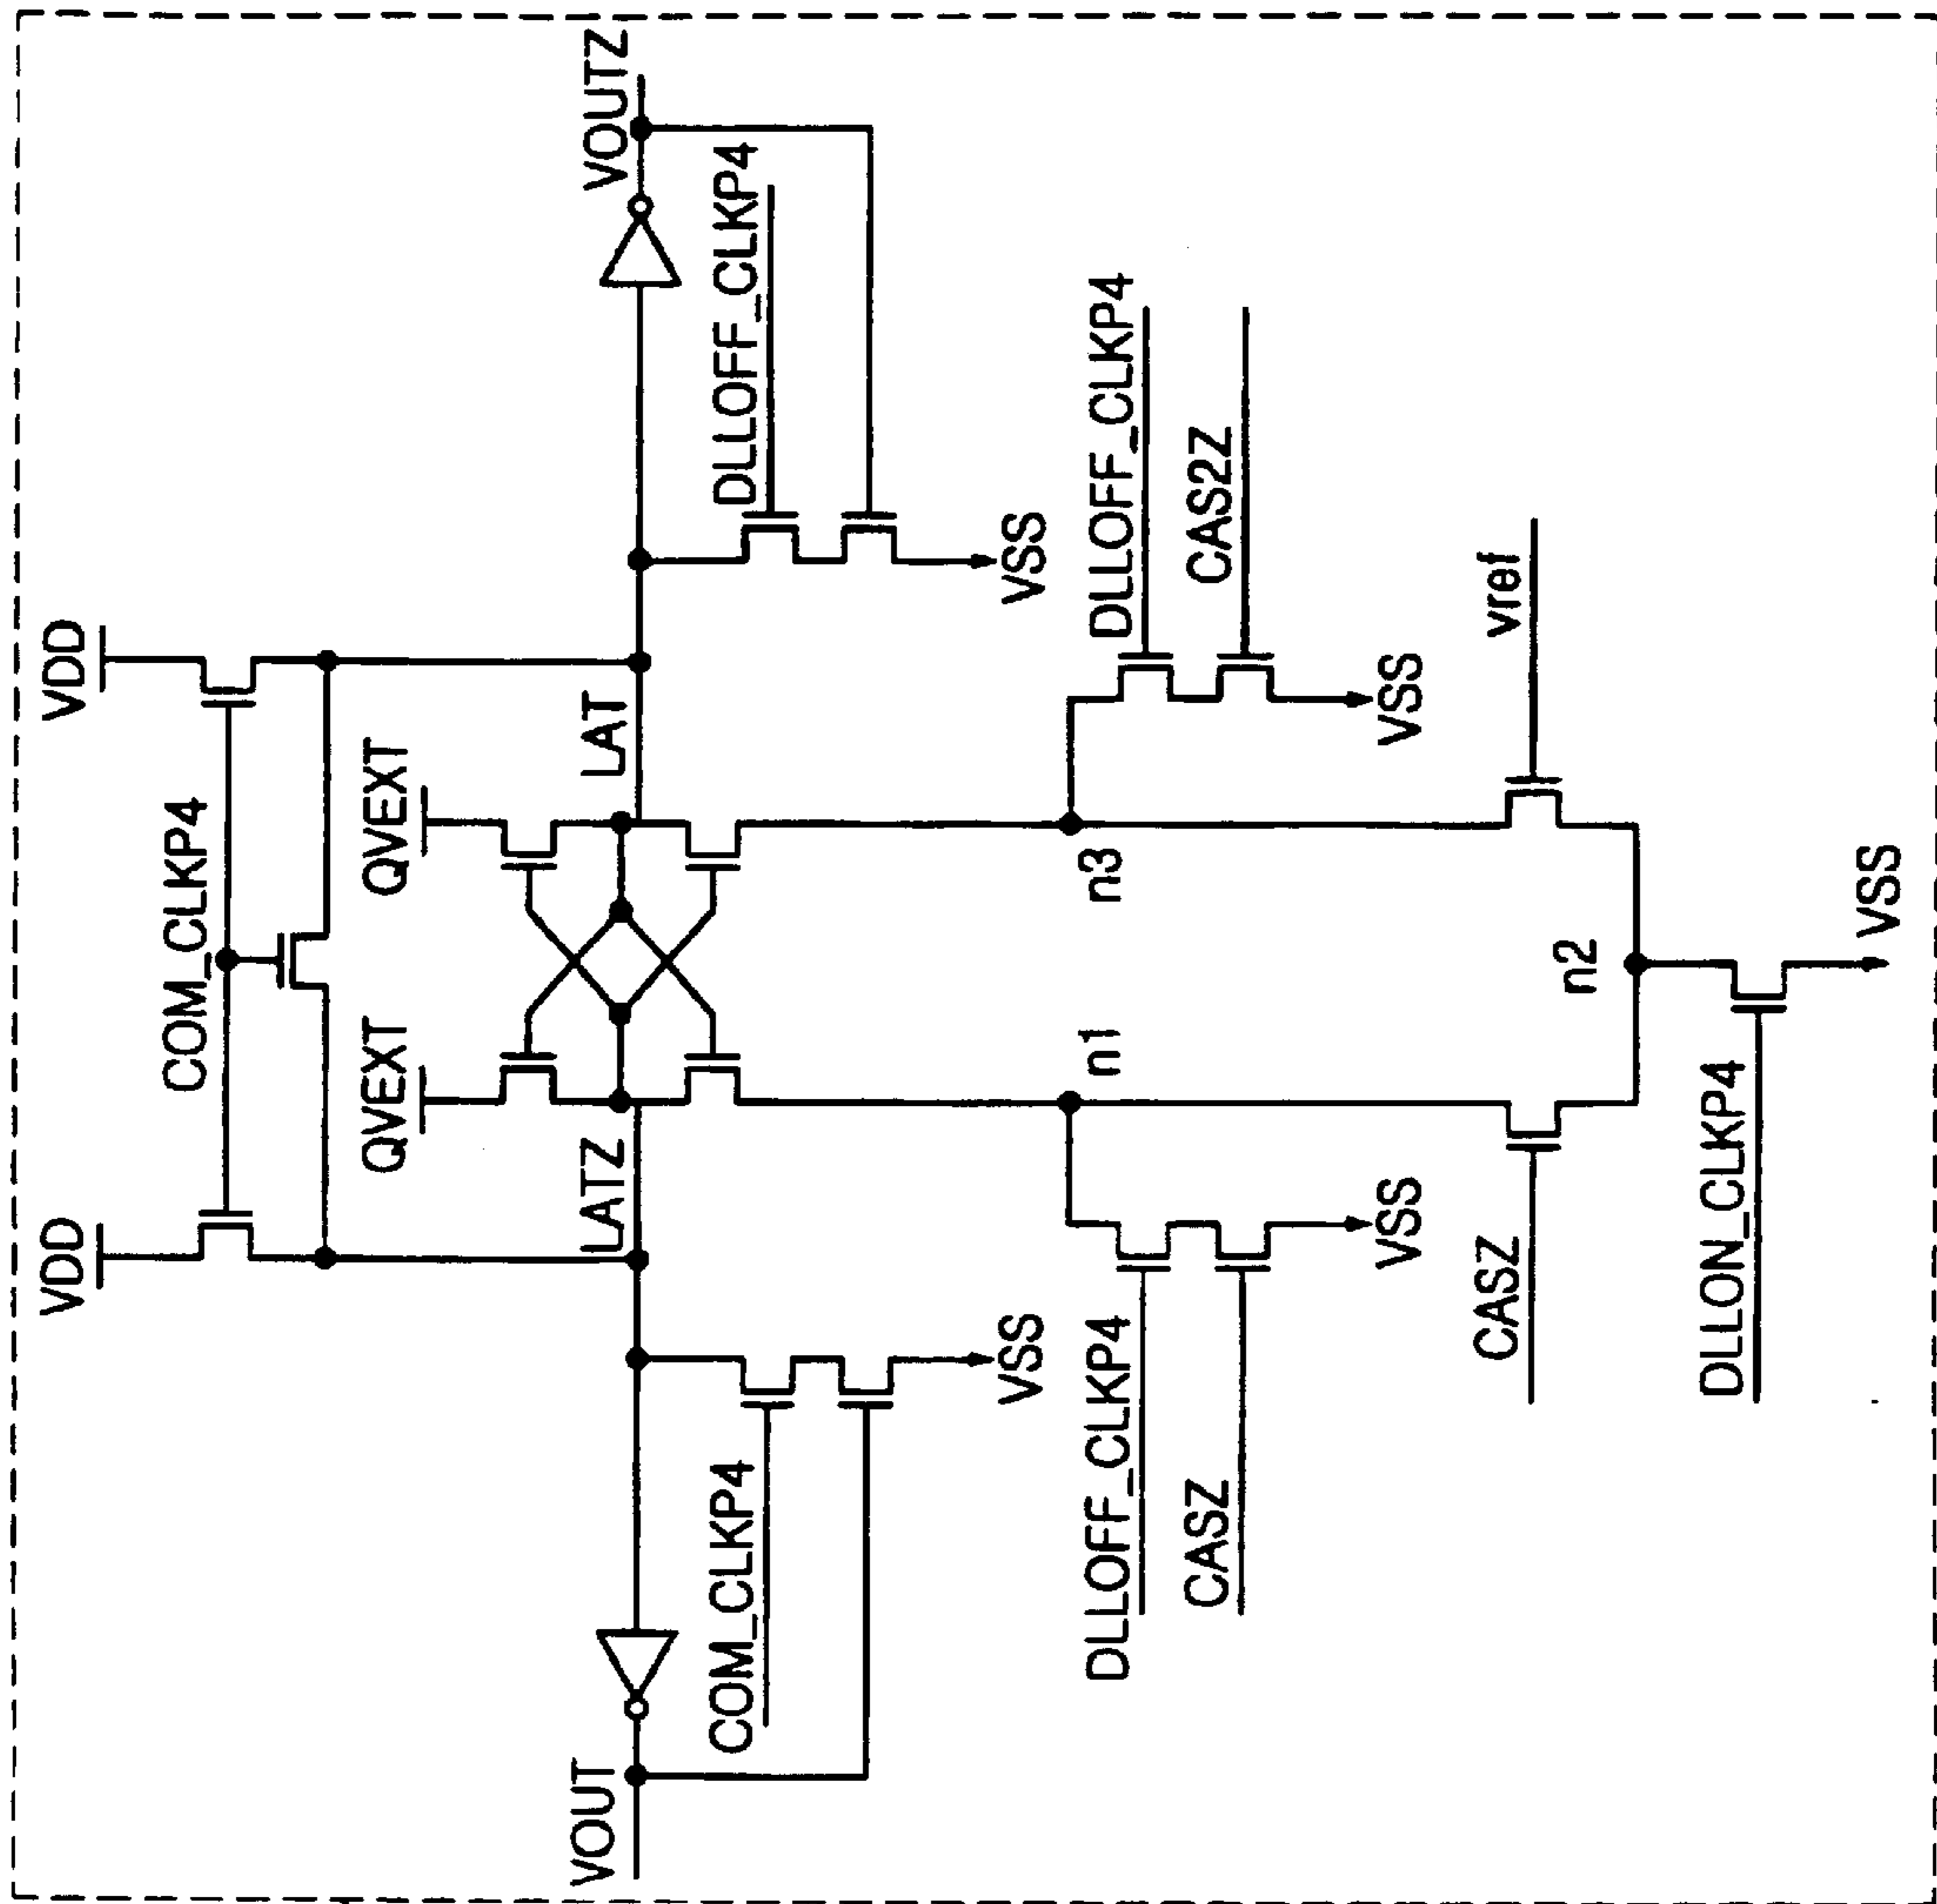 VDD
VDD
COM_CLKP4
QVEXT
QVEXT
VOUT
LATZ
LAT
VOUTZ
COM_CLKP4
DLLOFF_CLKP4
VSS
VSS
DLLOFF_CLKP4
n1
n3
DLLOFF_CLKP4
CASZ
CAS2Z
VSS
VSS
CASZ
vref
n2
DLLON_CLKP4
VSS